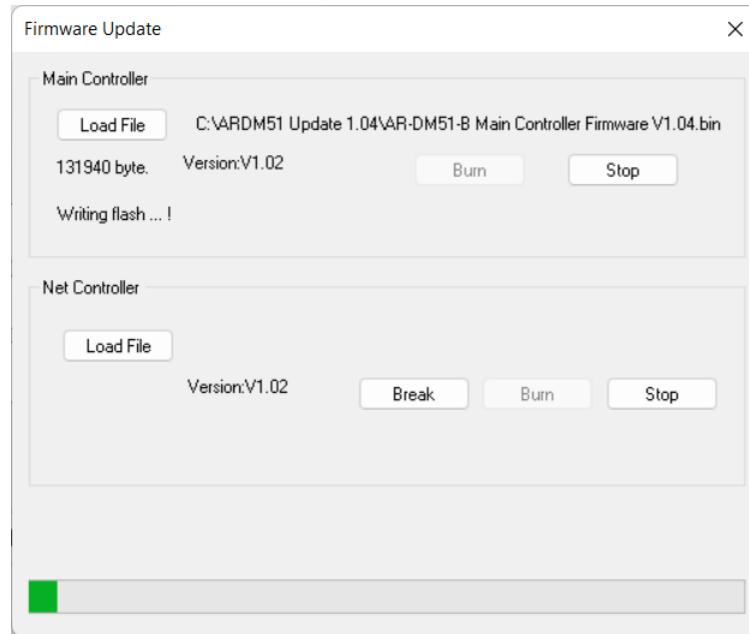 Firmware Update
Main Controller
Load File C:\ARDM51 Update 1.04\AR-DM51-B Main Controller Firmware V1.04.bin
131940 byte. Version:V1.02 Burn Stop
Writing flash ... !
Net Controller
Load File
Version:V1.02 Break Burn Stop